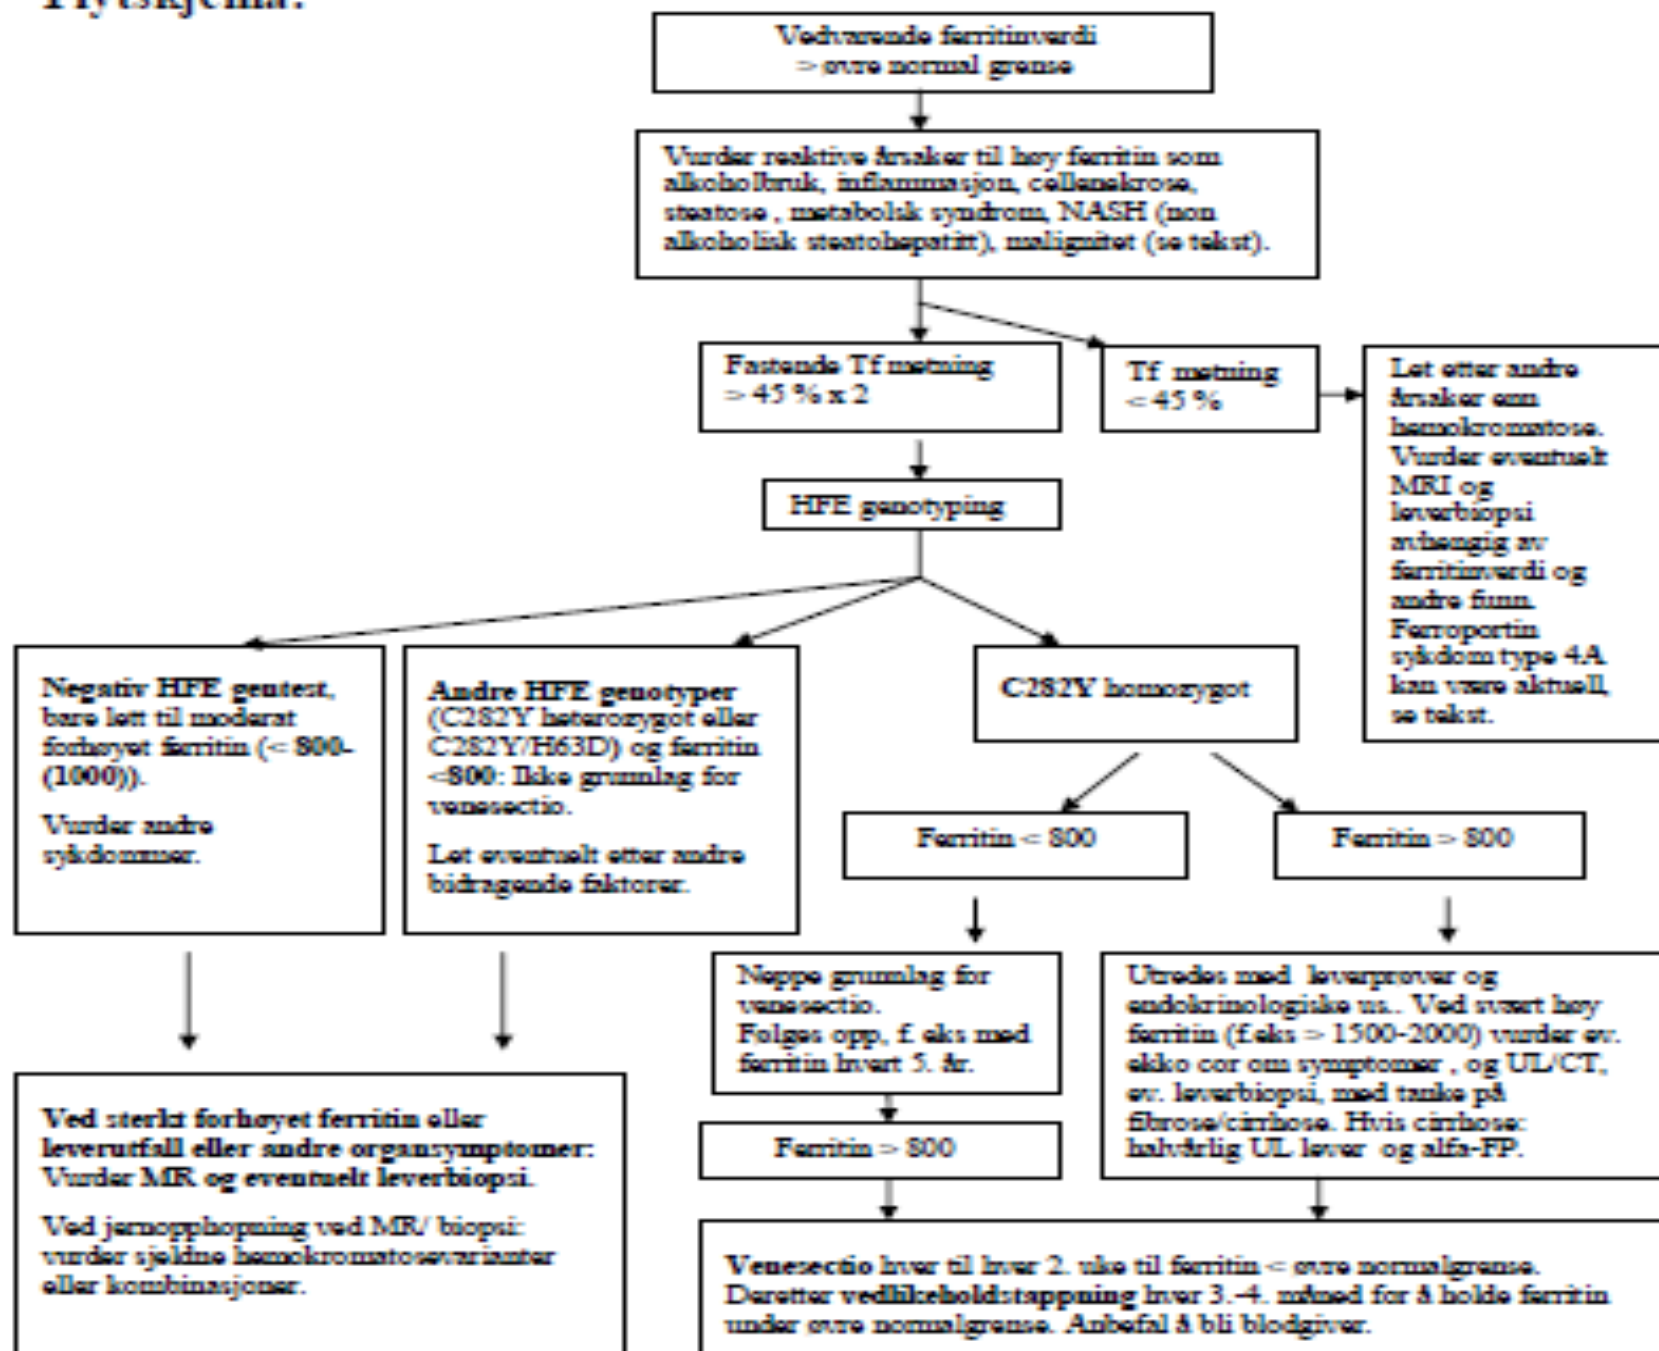 Flytskjema:
Vedvarende ferritinverdi
> øvre normal grense
Vurder reaktive årsaker til høy ferritin som
alkoholbruk, inflammasjon, cellenekrose,
steatose , metabolsk syndrom, NASH (non
alkoholisk steatohepatitt), malignitet (se tekst).
Fastende Tf metning
> 45 % x 2
Tf metning
< 45 %
Let etter andre
årsaker enn
hemokromatose.
Vurder eventuelt
MRI og
leverbiopsi
avhengig av
ferritinverdi og
andre funn.
Ferroportin
sykdom type 4A
kan være aktuell,
se tekst.
HFE genotyping
Negativ HFE gentest,
bare lett til moderat
forhøyet ferritin (< 800-
(1000)).
Vurder andre
sykdommer.
Andre HFE genotyper
(C282Y heterozygot eller
C282Y/H63D) og ferritin
<800: Ikke grunnlag for
venesectio.
Let eventuelt etter andre
bidragende faktorer.
C282Y homozygot
Ferritin < 800
Ferritin > 800
Neppe grunnlag for
venesectio.
Følges opp, f. eks med
ferritin hvert 5. år.
Ferritin > 800
Utredes med leverprøver og
endokrinologiske us.. Ved svært høy
ferritin (f.eks > 1500-2000) vurder ev.
ekko cor om symptomer , og UL/CT,
ev. leverbiopsi, med tanke på
fibrose/cirrhose. Hvis cirrhose:
halvårlig UL lever og alfa-FP.
Ved sterkt forhøyet ferritin eller
leverutfall eller andre organsymptomer:
Vurder MR og eventuelt leverbiopsi.
Ved jernopphopning ved MR/ biopsi:
vurder sjeldne hemokromatosevarianter
eller kombinasjoner.
Venesectio hver til hver 2. uke til ferritin < øvre normalgrense.
Deretter vedlikeholdstappning hver 3.-4. måned for å holde ferritin
under øvre normalgrense. Anbefal å bli blodgiver.